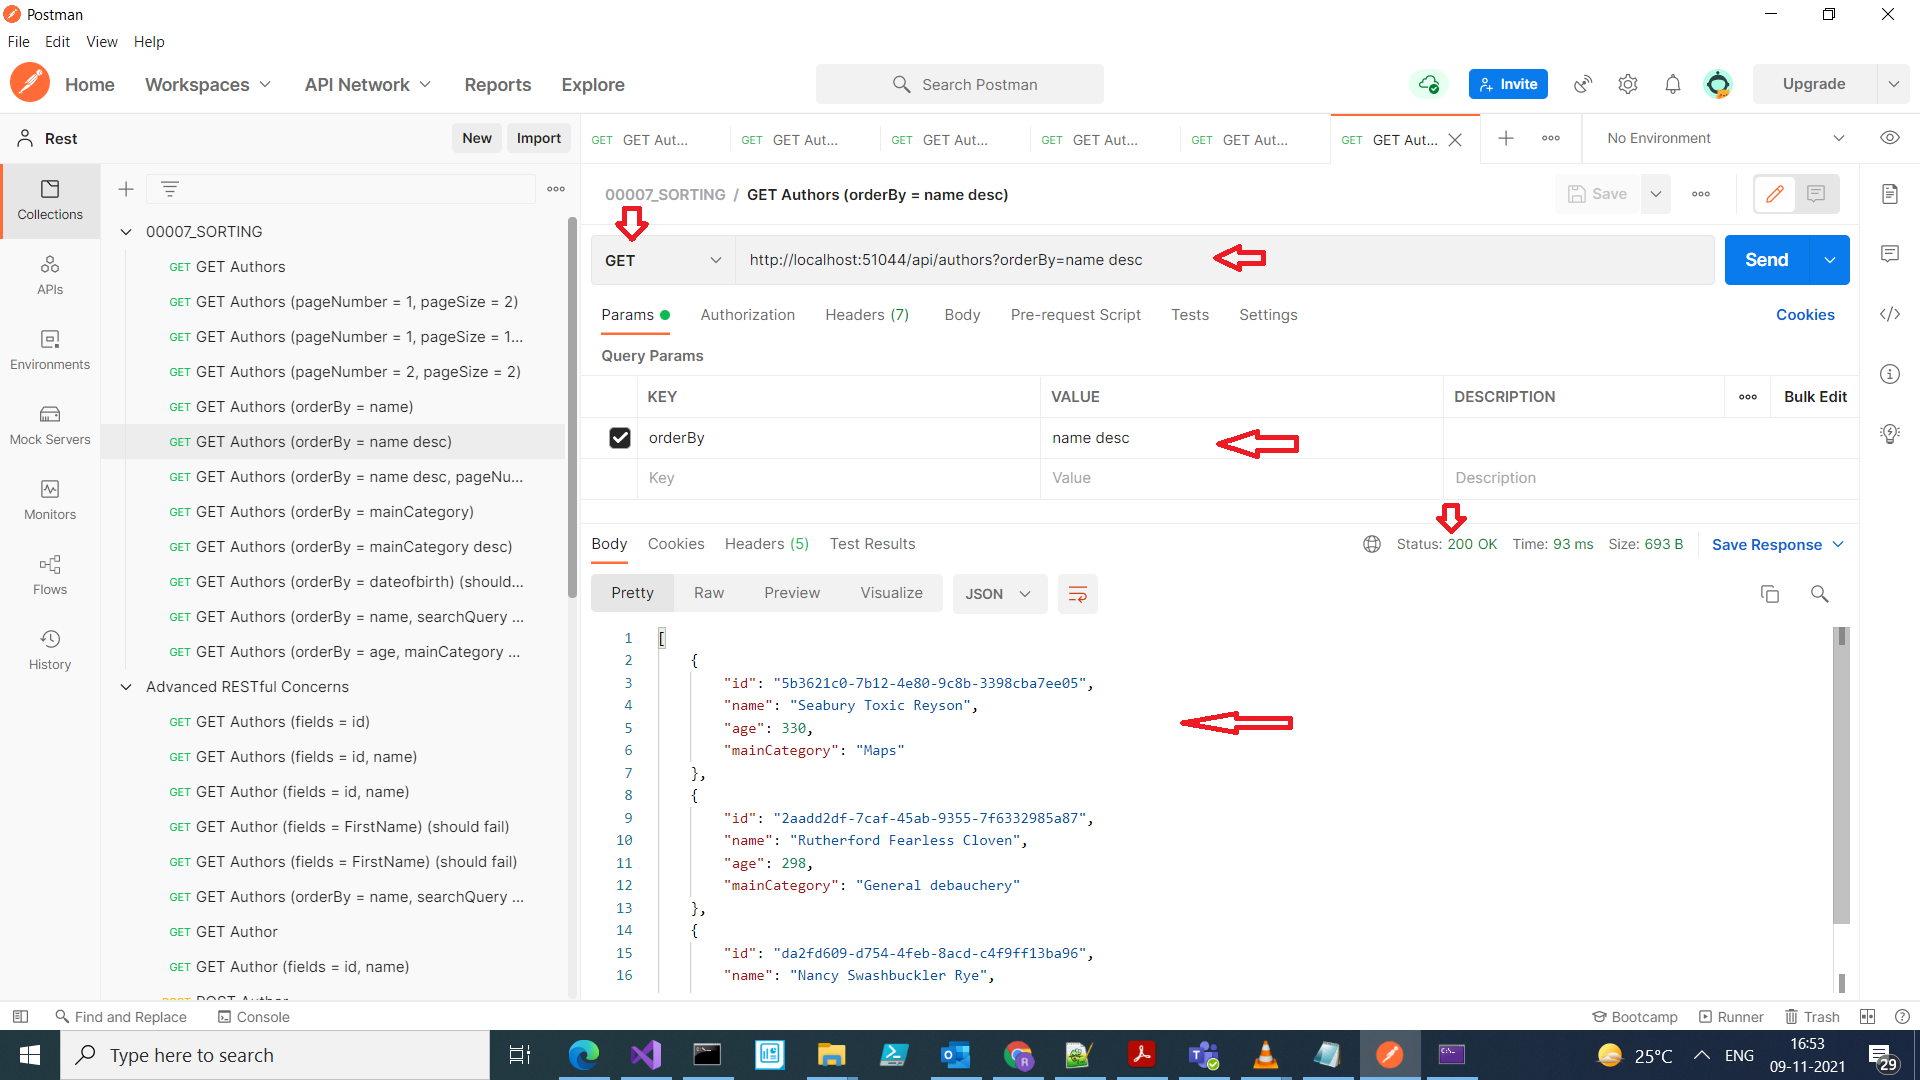 Postman
File Edit View Help
Home Workspaces API Network Reports Explore Search Postman Invite Upgrade
Rest New Import GET GET Aut... GET GET Aut... GET GET Aut... GET GET Aut... GET GET Aut... GET GET Aut... No Environment
Collections
APIs
Environments
Mock Servers
Monitors
Flows
History
00007_SORTING
GET GET Authors
GET GET Authors (pageNumber = 1, pageSize = 2)
GET GET Authors (pageNumber = 1, pageSize = 1...
GET GET Authors (pageNumber = 2, pageSize = 2)
GET GET Authors (orderBy = name)
GET GET Authors (orderBy = name desc)
GET GET Authors (orderBy = name desc, pageNu...
GET GET Authors (orderBy = mainCategory)
GET GET Authors (orderBy = mainCategory desc)
GET GET Authors (orderBy = dateofbirth) (should...
GET GET Authors (orderBy = name, searchQuery ...
GET GET Authors (orderBy = age, mainCategory ...
Advanced RESTful Concerns
GET GET Authors (fields = id)
GET GET Authors (fields = id, name)
GET GET Author (fields = id, name)
GET GET Author (fields = FirstName) (should fail)
GET GET Authors (fields = FirstName) (should fail)
GET GET Authors (orderBy = name, searchQuery ...
GET GET Author
GET GET Author (fields = id, name)
POST POST Author
00007_SORTING / GET Authors (orderBy = name desc) Save
GET http://localhost:51044/api/authors?orderBy=name desc Send
Params Authorization Headers (7) Body Pre-request Script Tests Settings Cookies
Query Params
KEY VALUE DESCRIPTION Bulk Edit
orderBy name desc
Key Value Description
Body Cookies Headers (5) Test Results Status: 200 OK Time: 93 ms Size: 693 B Save Response
Pretty Raw Preview Visualize JSON
1 [
2 {
3 "id": "5b3621c0-7b12-4e80-9c8b-3398cba7ee05",
4 "name": "Seabury Toxic Reyson",
5 "age": 330,
6 "mainCategory": "Maps"
7 },
8 {
9 "id": "2aadd2df-7caf-45ab-9355-7f6332985a87",
10 "name": "Rutherford Fearless Cloven",
11 "age": 298,
12 "mainCategory": "General debauchery"
13 },
14 {
15 "id": "da2fd609-d754-4feb-8acd-c4f9ff13ba96",
16 "name": "Nancy Swashbuckler Rye",
Find and Replace Console Bootcamp Runner Trash
Type here to search 25°C ENG 16:53
09-11-2021 29